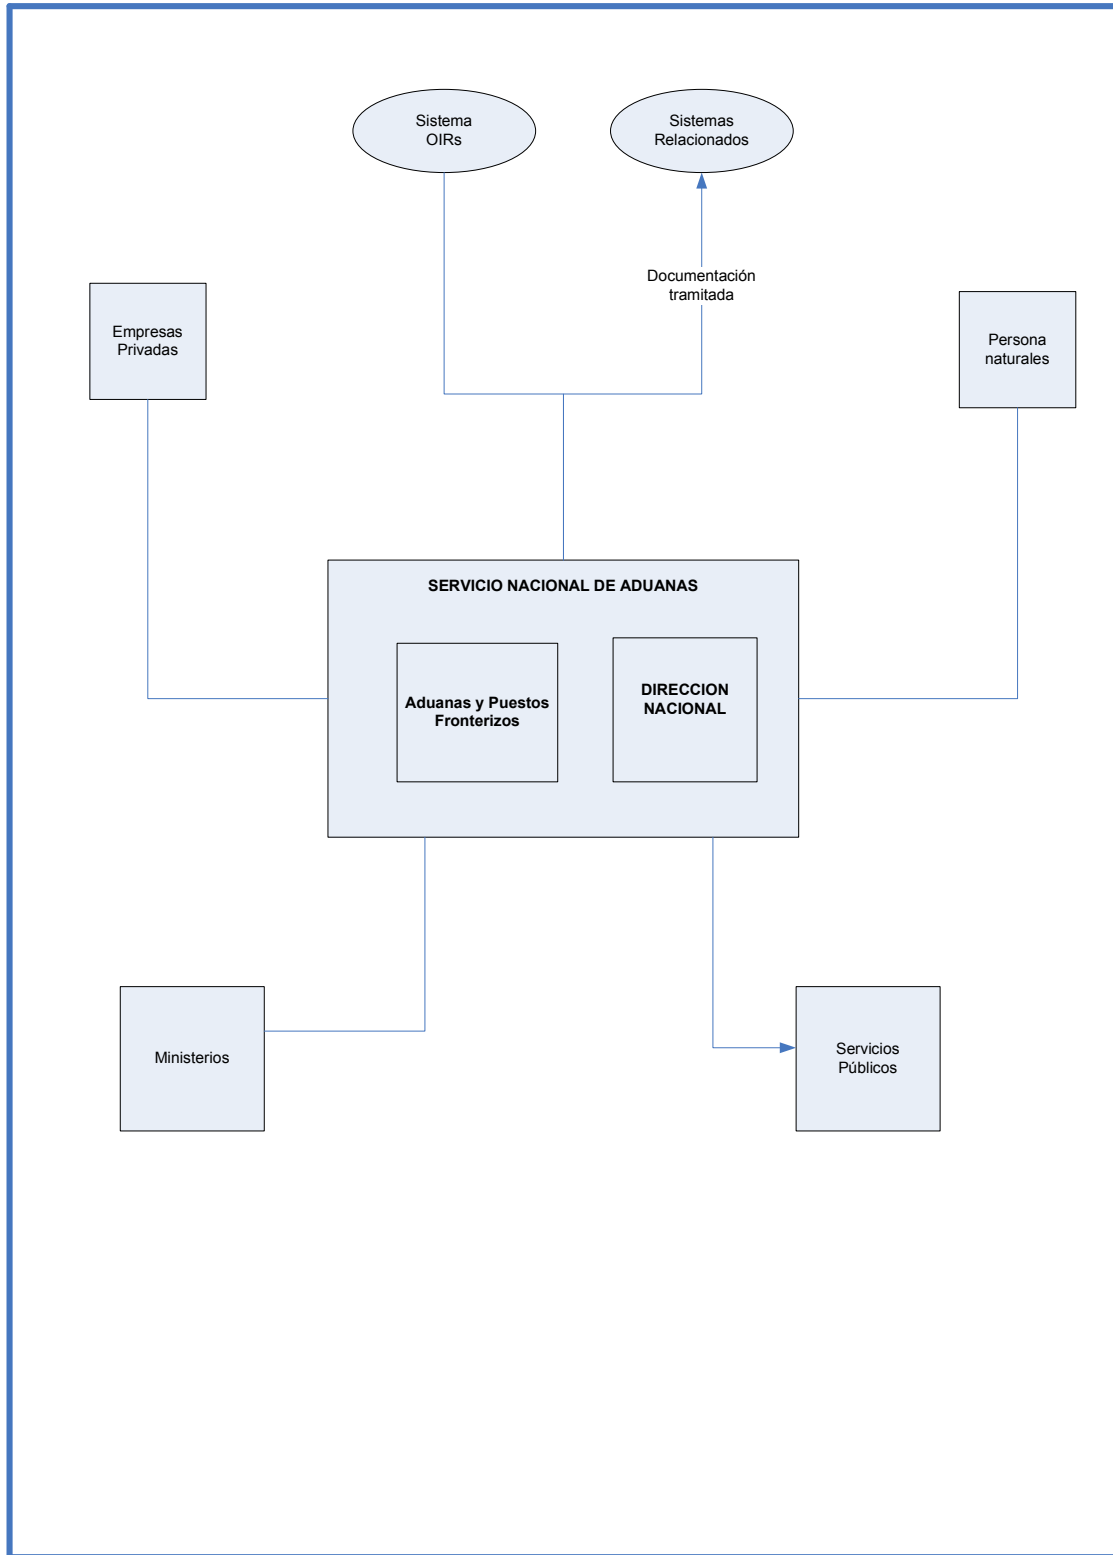 Sistema
OIRs
Sistemas
Relacionados
Documentación
tramitada
Empresas
Privadas
Persona
naturales
SERVICIO NACIONAL DE ADUANAS
Aduanas y Puestos
Fronterizos
DIRECCION
NACIONAL
Ministerios
Servicios
Públicos